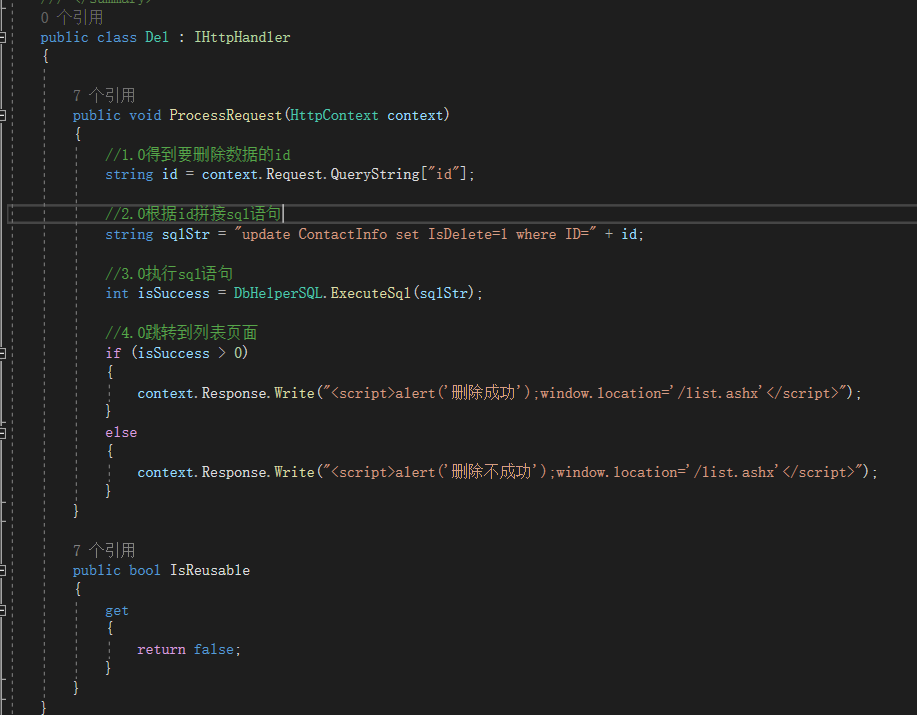 /// </summary>
0 个引用
public class Del : IHttpHandler
{
7 个引用
public void ProcessRequest(HttpContext context)
{
//1.0得到要删除数据的id
string id = context.Request.QueryString["id"];
//2.0根据id拼接sql语句
string sqlStr = "update ContactInfo set IsDelete=1 where ID=" + id;
//3.0执行sql语句
int isSuccess = DbHelperSQL.ExecuteSql(sqlStr);
//4.0跳转到列表页面
if (isSuccess > 0)
{
context.Response.Write("<script>alert('删除成功');window.location='/list.ashx'</script>");
}
else
{
context.Response.Write("<script>alert('删除不成功');window.location='/list.ashx'</script>");
}
}
7 个引用
public bool IsReusable
{
get
{
return false;
}
}
}